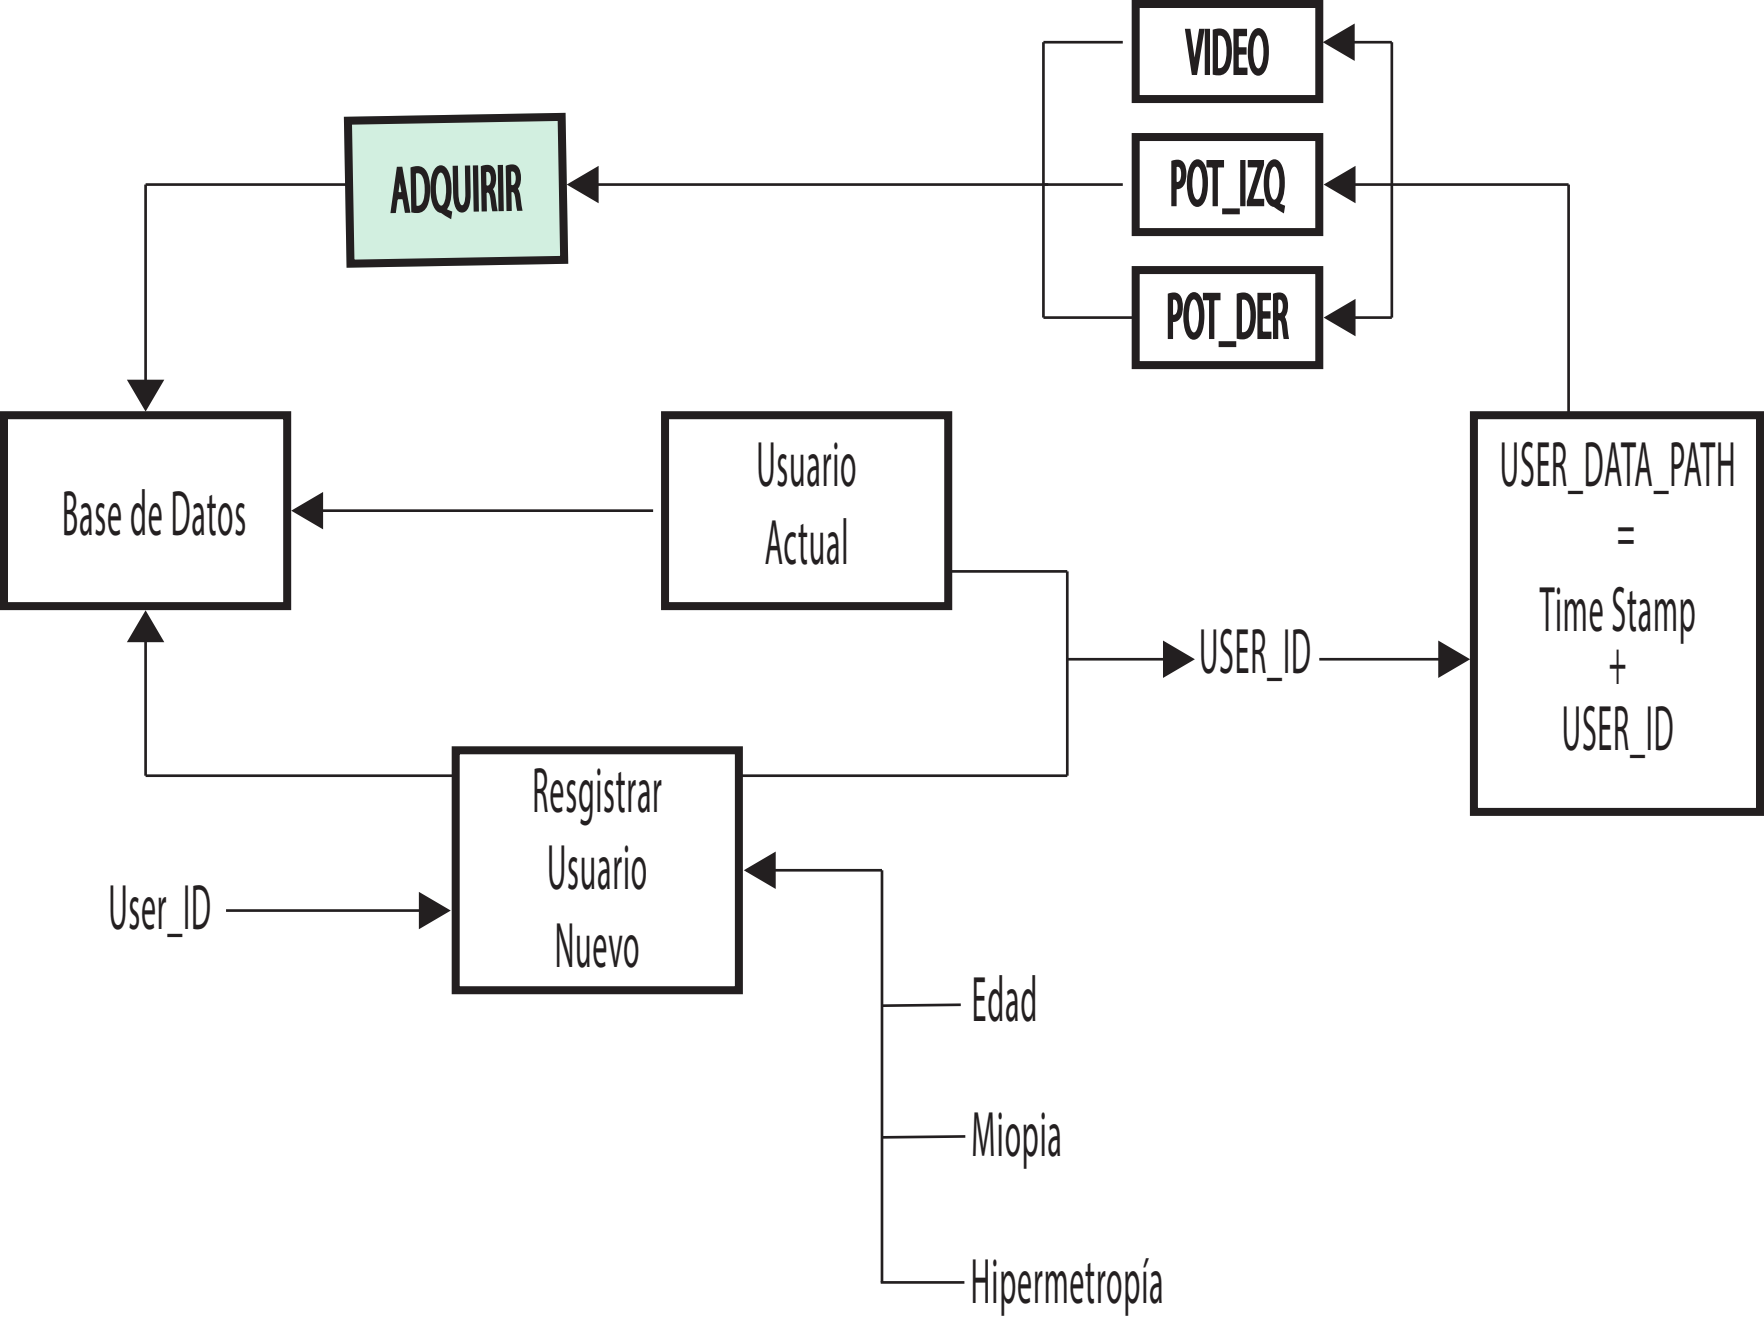 VIDEO
ADQUIRIR
POT_IZQ
POT_DER
Base de Datos
Usuario
Actual
USER_DATA_PATH
=
Time Stamp
+
USER_ID
USER_ID
Resgistrar
Usuario
Nuevo
User_ID
Edad
Miopia
Hipermetropía